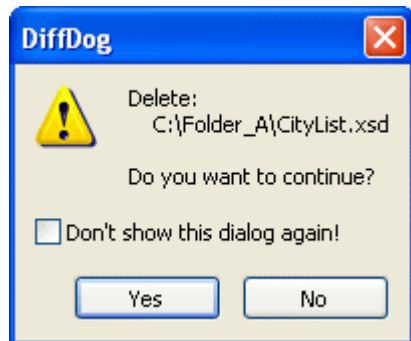 DiffDog
Delete:
C:\Folder_A\CityList.xsd
Do you want to continue?
Don't show this dialog again!
Yes
No